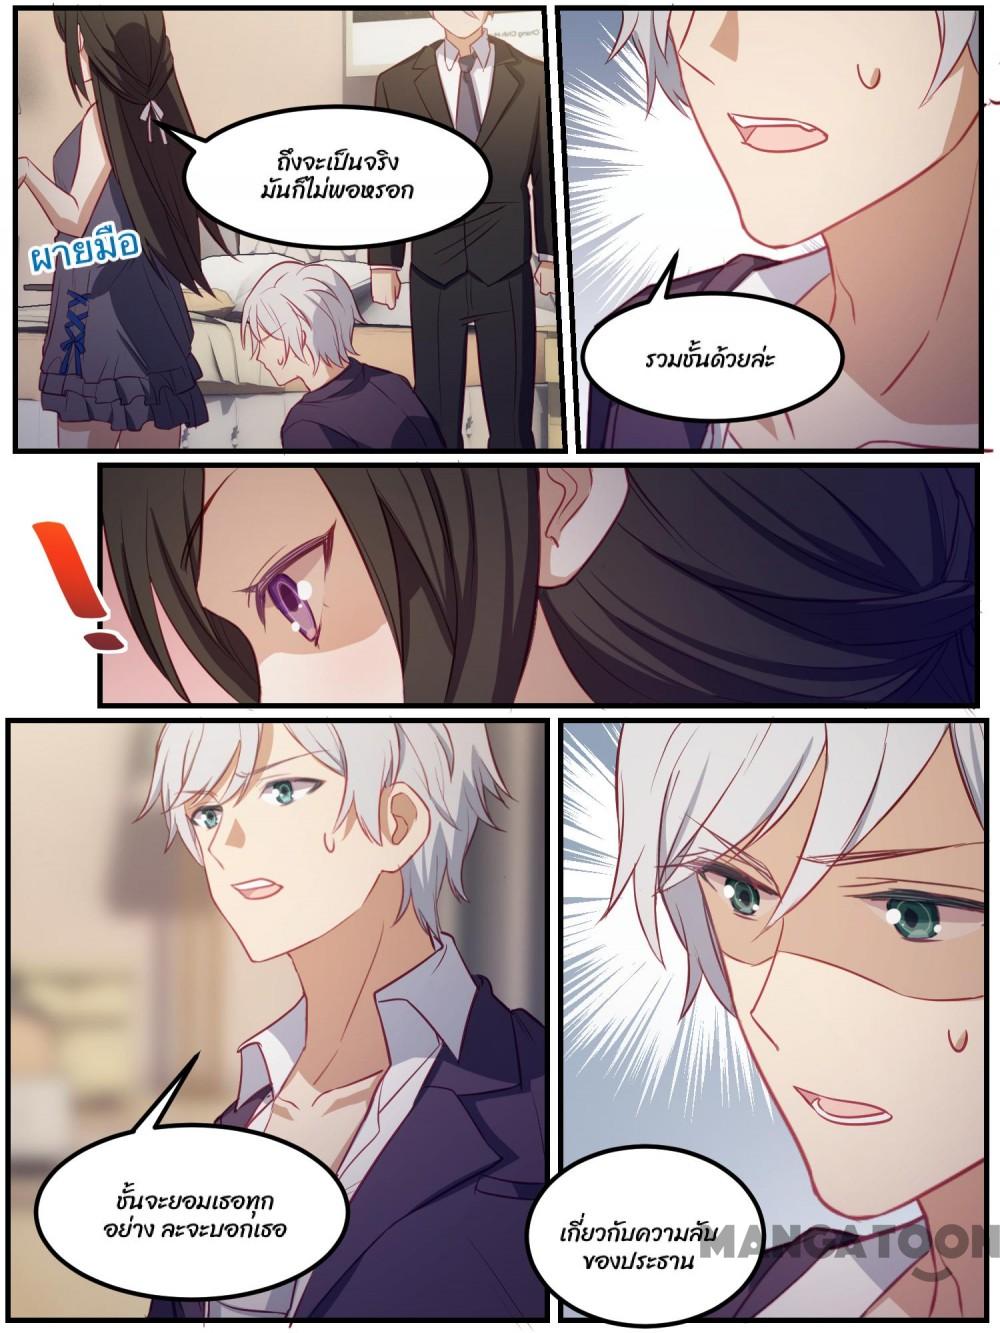 ถึงจะเป็นจริง
มันก็ไม่พอหรอก
ผายมือ
รวมชั้นด้วยล่ะ
ชั้นจะยอมเธอทุก
อย่าง ละจะบอกเธอ
เกี่ยวกับความลับ
ของประธาน
MANGATOON